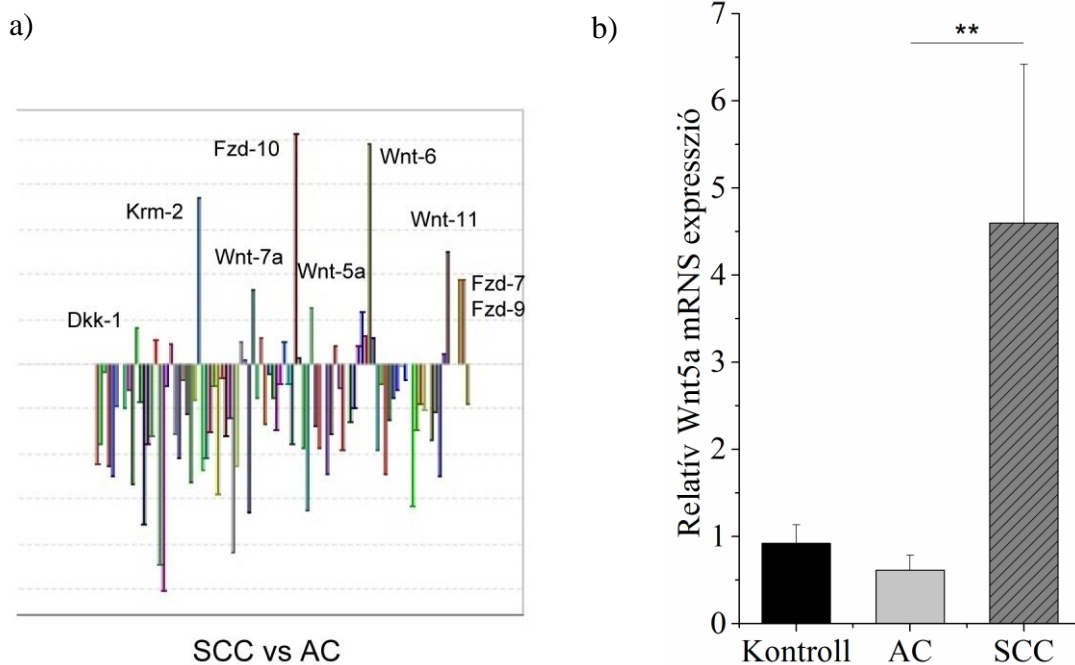 a)
Fzd-10
Wnt-6
Krm-2
Wnt-11
Wnt-7a
Wnt-5a
Fzd-7
Fzd-9
Dkk-1
SCC vs AC
b)
Relatív Wnt5a mRNS expresszió
7
6
5
4
3
2
1
0
**
Kontroll AC SCC